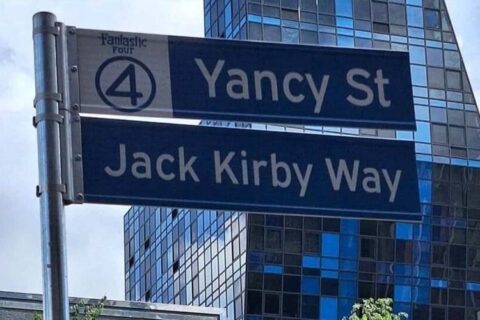 Fantastic
FOUR
4
Yancy St
Jack Kirby Way